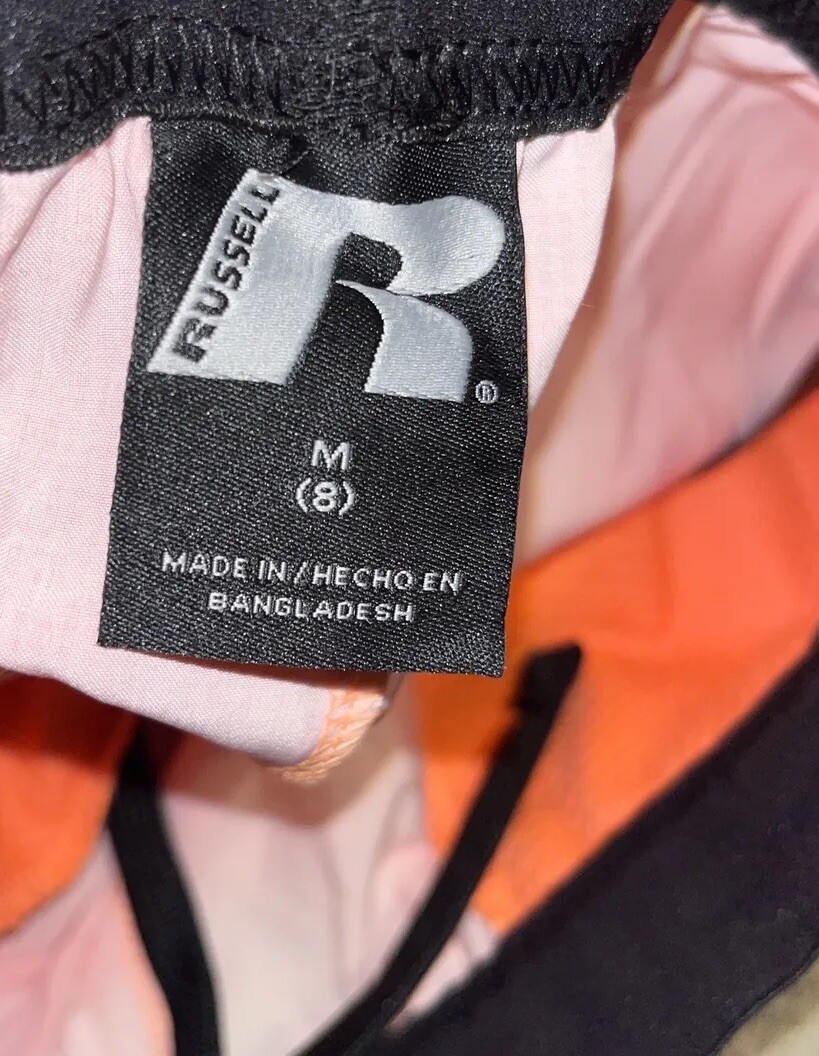 RUSSELL
R
®
M
(8)
MADE IN/HECHO EN
BANGLADESH